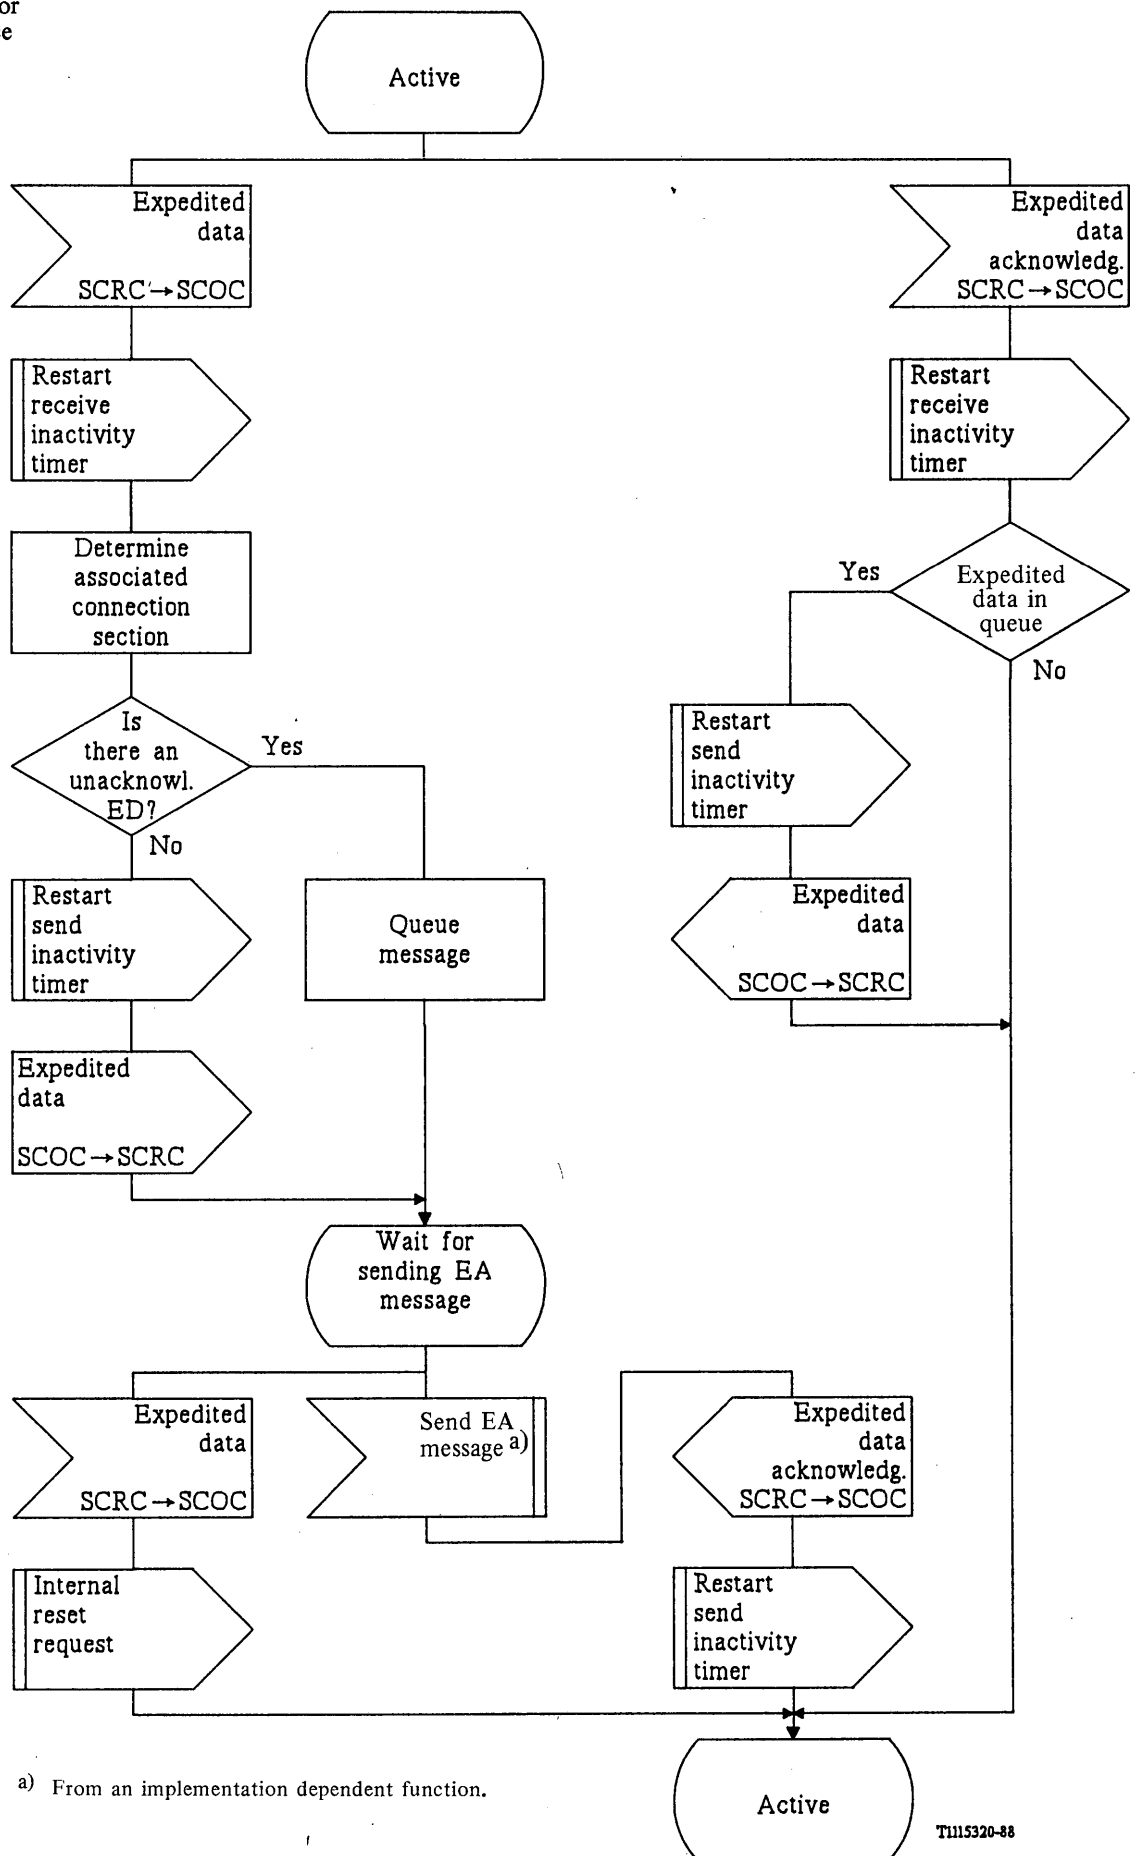 or
e
Active
Expedited
data
SCRC→SCOC
Expedited
data
acknowledg.
SCRC→SCOC
Restart
receive
inactivity
timer
Restart
receive
inactivity
timer
Determine
associated
connection
section
Yes
Expedited
data in
queue
No
Is
there an
unacknowl.
ED?
Yes
No
Restart
send
inactivity
timer
Restart
send
inactivity
timer
Queue
message
Expedited
data
SCOC→SCRC
Expedited
data
SCOC→SCRC
Wait for
sending EA
message
Expedited
data
SCRC→SCOC
Send EA
message a)
Expedited
data
acknowledg.
SCRC→SCOC
Internal
reset
request
Restart
send
inactivity
timer
a) From an implementation dependent function.
Active
T1115320-88